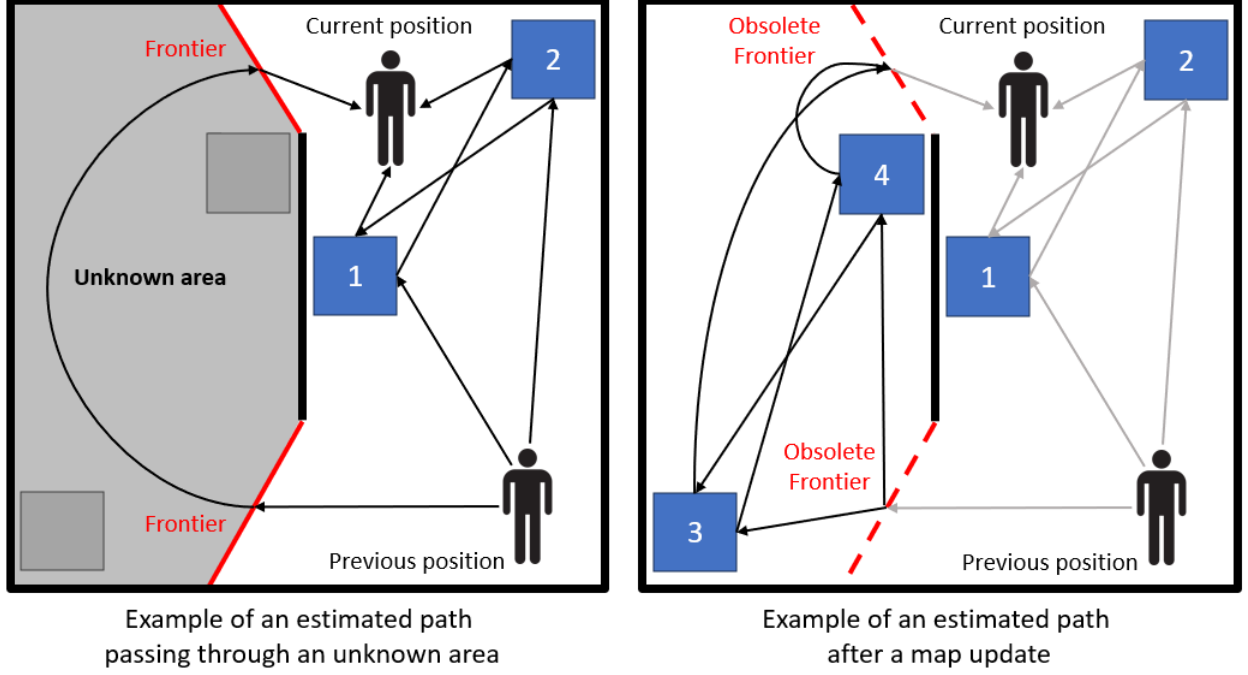 Frontier
Current position
2
1
Unknown area
Frontier
Previous position
Example of an estimated path
passing through an unknown area
Obsolete
Frontier
Current position
2
4
1
Obsolete
Frontier
3
Previous position
Example of an estimated path
after a map update